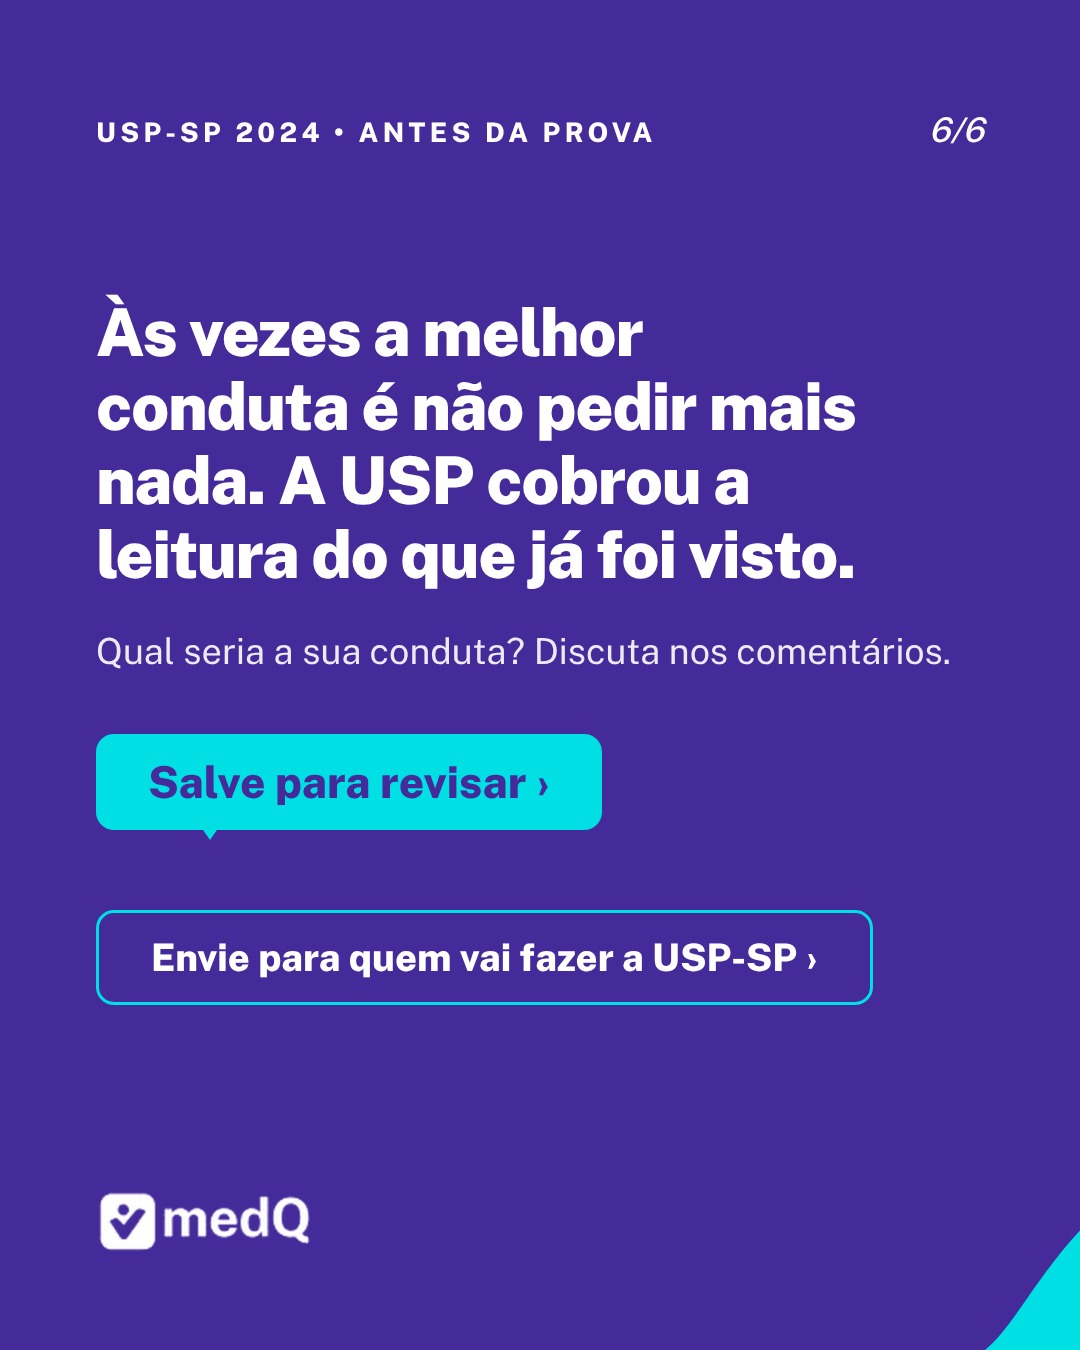 USP-SP 2024 • ANTES DA PROVA
6/6
Às vezes a melhor
conduta é não pedir mais
nada. A USP cobrou a
leitura do que já foi visto.
Qual seria a sua conduta? Discuta nos comentários.
Salve para revisar ›
Envie para quem vai fazer a USP-SP ›
medQ